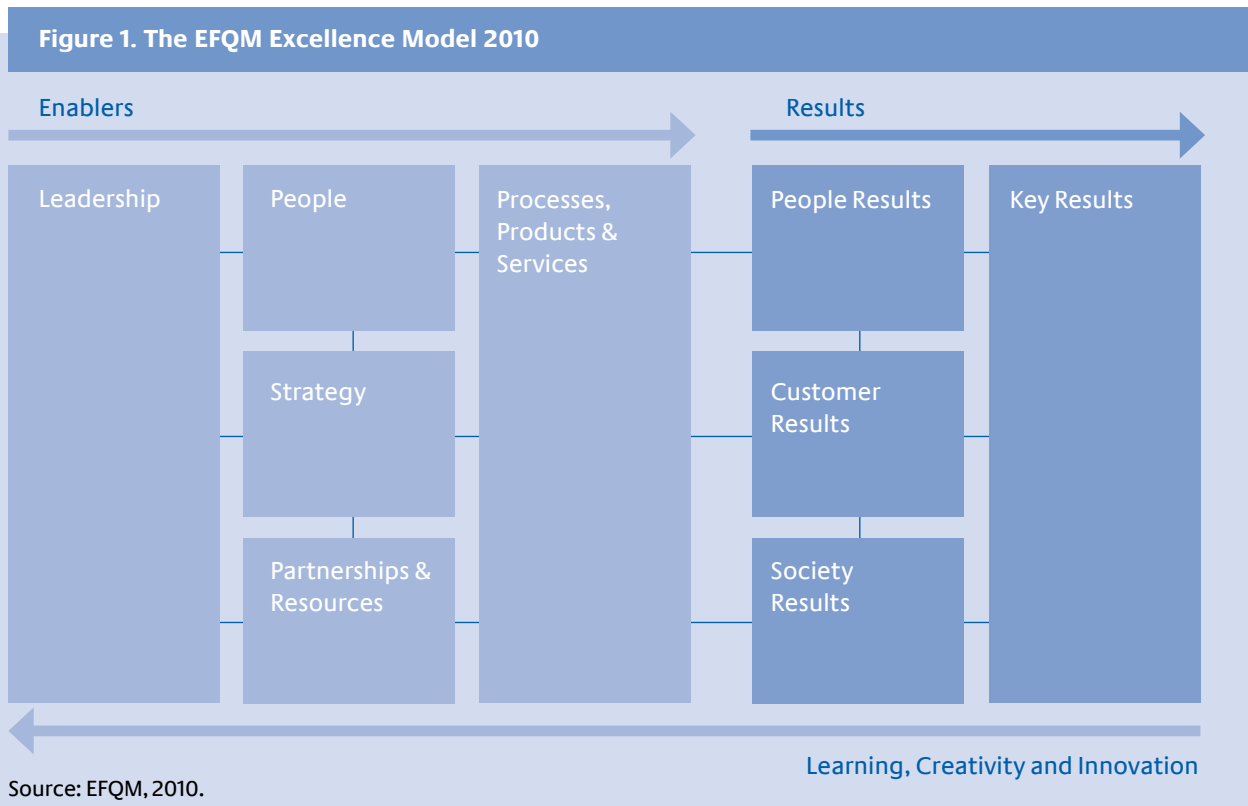 Figure 1. The EFQM Excellence Model 2010
Enablers
Results
Leadership
People
Processes,
Products &
Services
People Results
Key Results
Strategy
Customer
Results
Partnerships &
Resources
Society
Results
Learning, Creativity and Innovation
Source: EFQM, 2010.